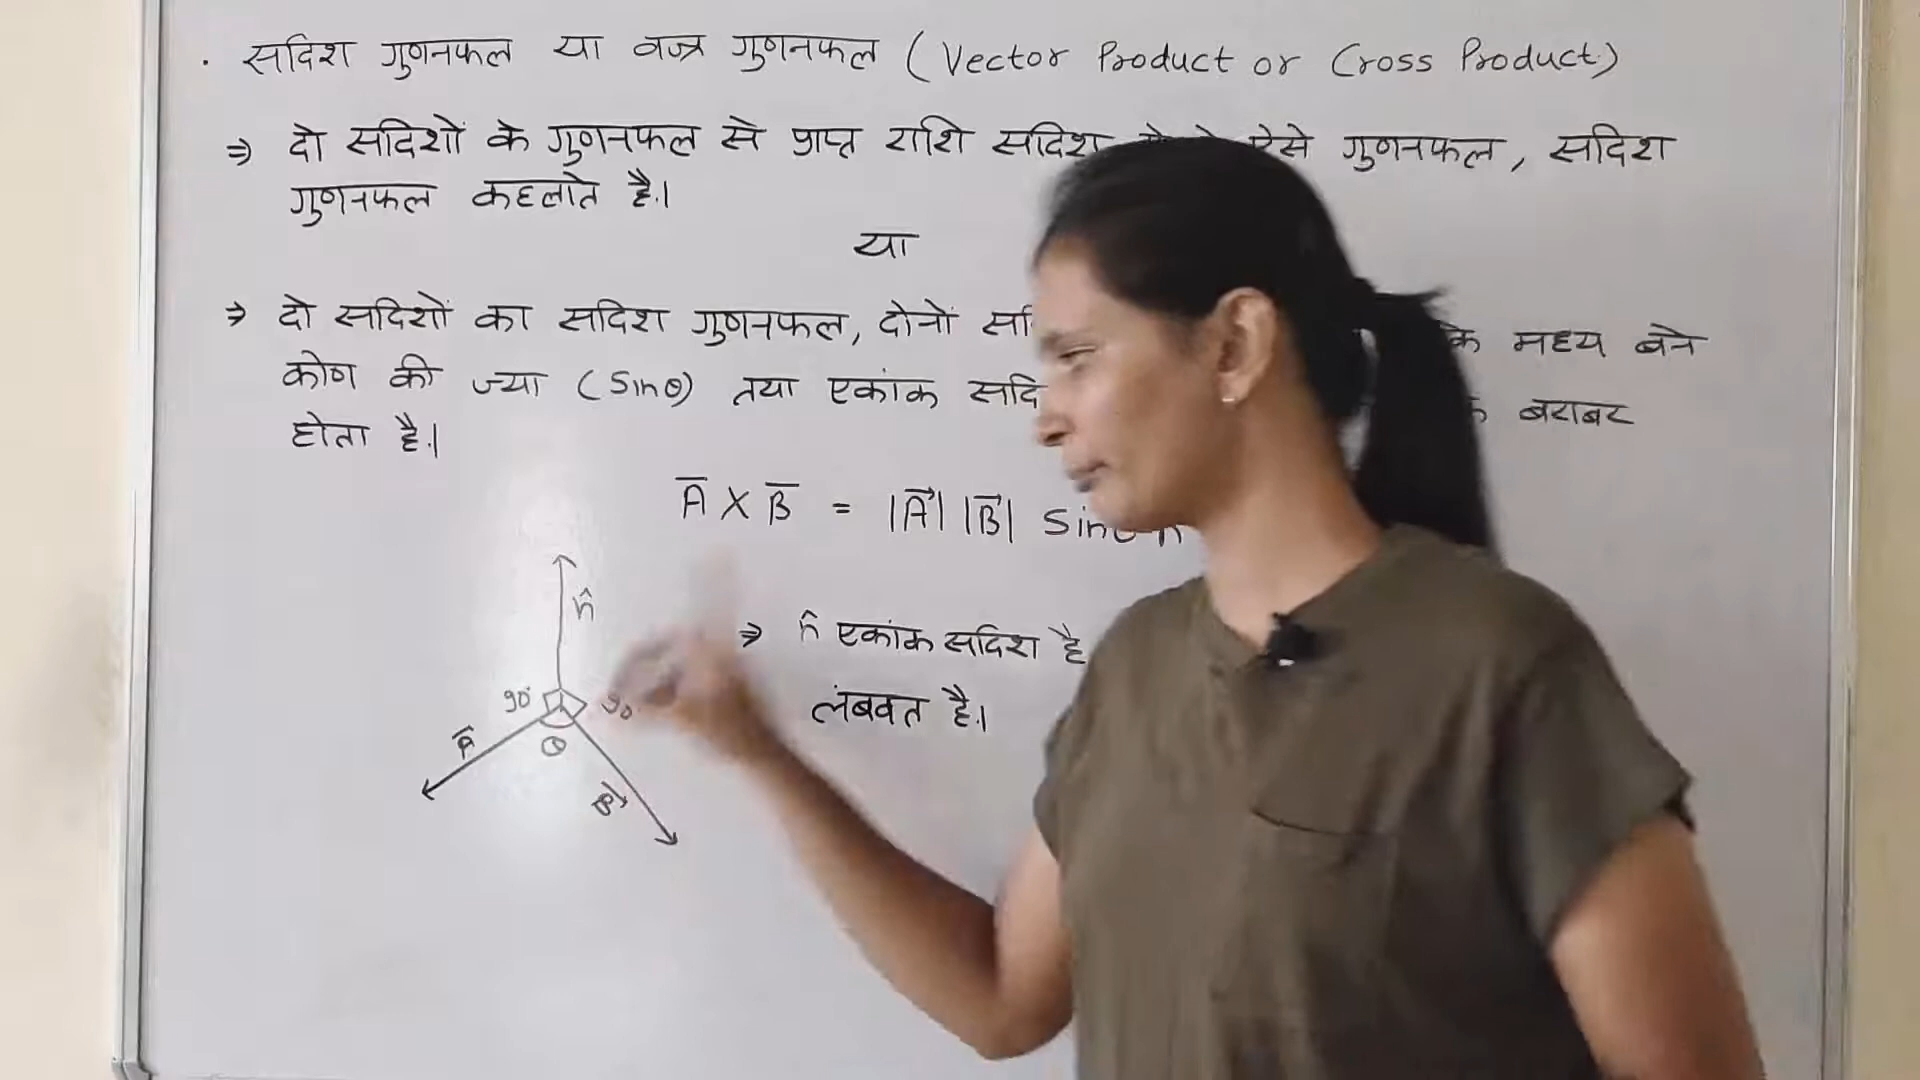 . सदिश गुणनफल या वज्र गुणनफल (Vector Product or Cross Product)
⇒ दो सदिशों के गुणनफल से प्राप्त राशि सदिश ऐसे गुणनफल, सदिश
गुणनफल कहलाते है।
या
⇒ दो सदिशों का सदिश गुणनफल, दोनों के मध्य बने
कोण की ज्या (Sinθ) तया एकांक बराबर
होता है।
A̅ X B̅ = |A⃗| |B⃗|
n̂
⇒ n̂ एकांक सदिश है
90° 90
लंबवत है।
A̅ θ
B⃗